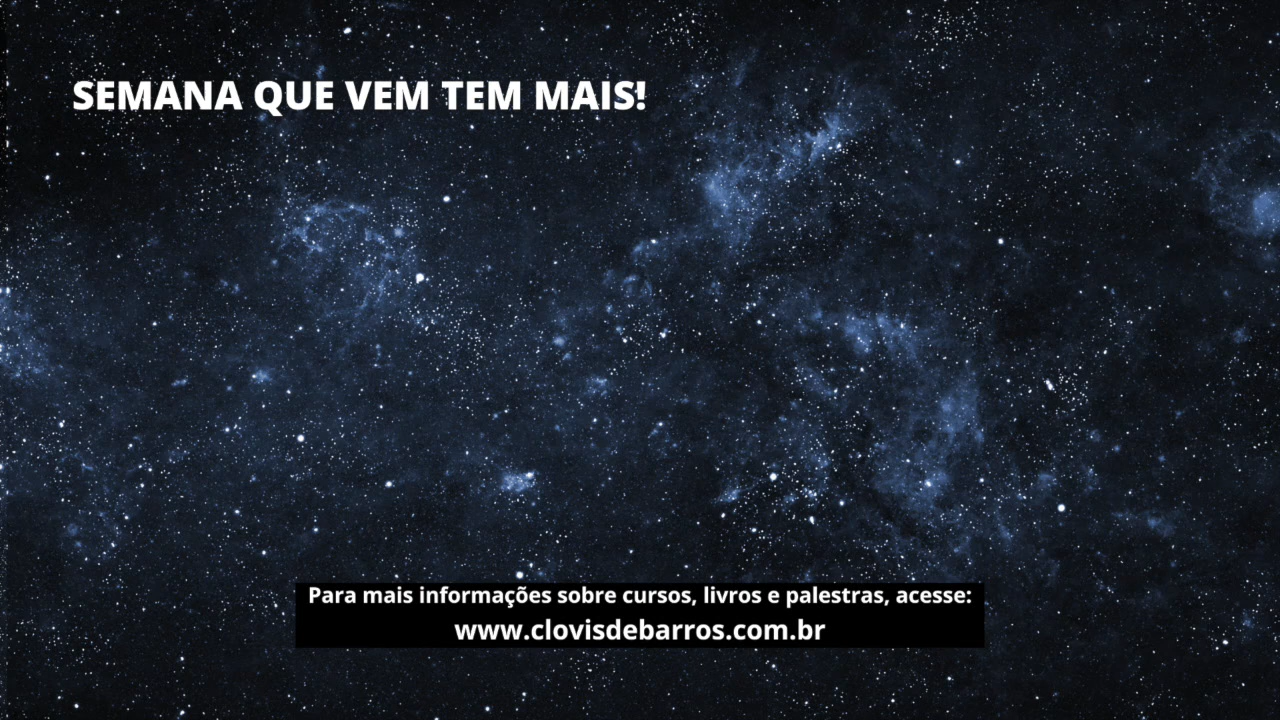 SEMANA QUE VEM TEM MAIS!
Para mais informações sobre cursos, livros e palestras, acesse:
www.clovisdebarros.com.br